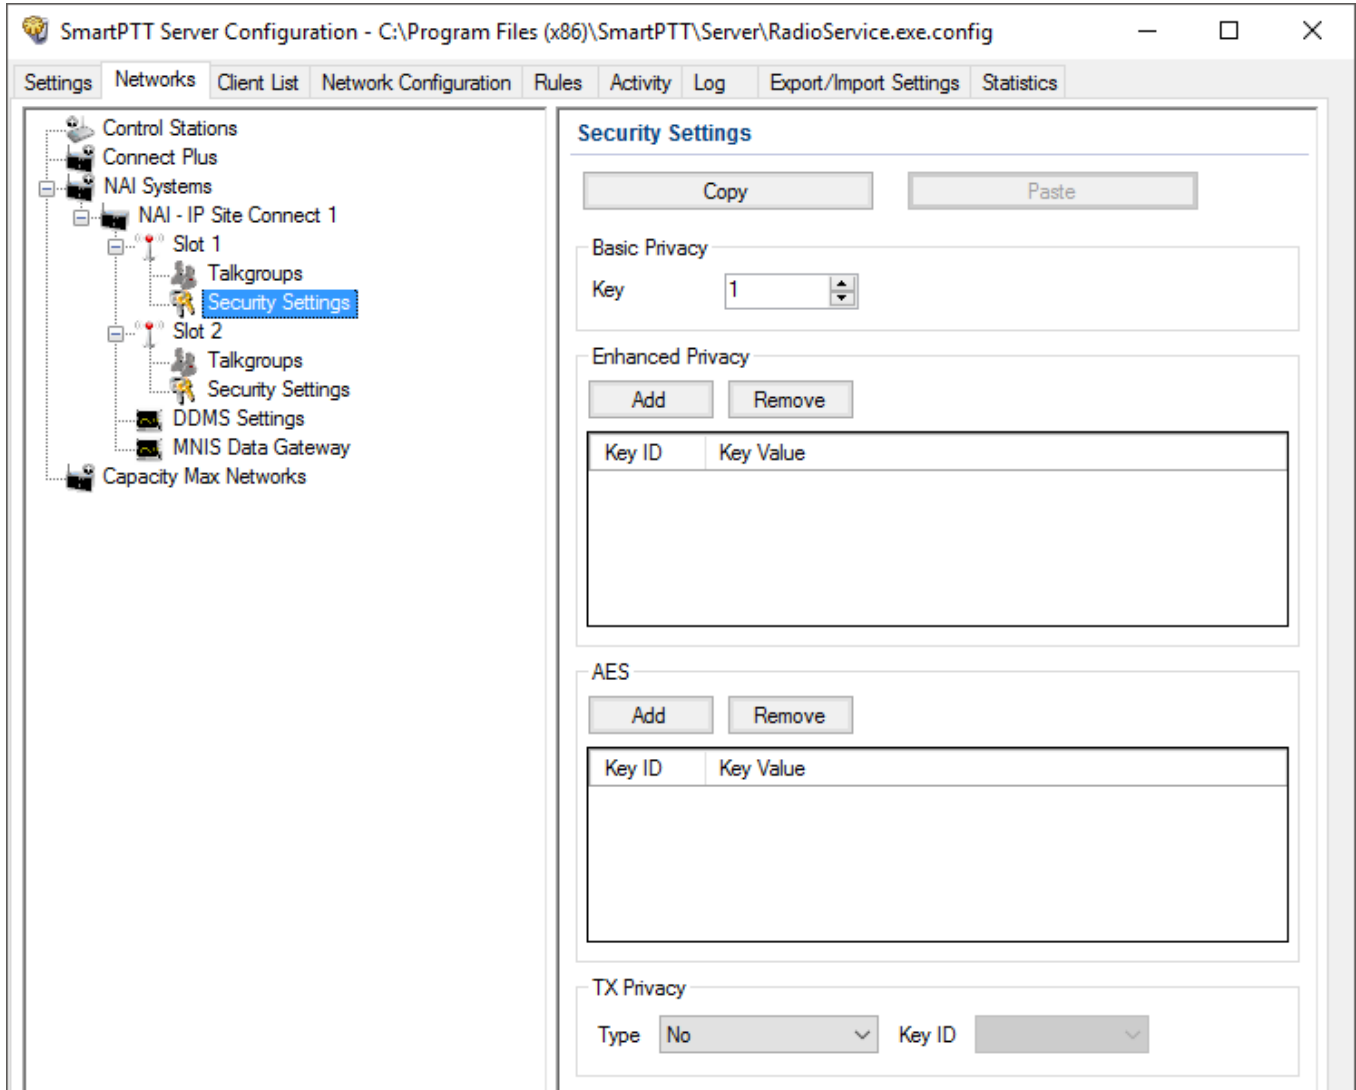 SmartPTT Server Configuration - C:\Program Files (x86)\SmartPTT\Server\RadioService.exe.config
Settings Networks Client List Network Configuration Rules Activity Log Export/Import Settings Statistics
Control Stations
Connect Plus
NAI Systems
NAI - IP Site Connect 1
Slot 1
Talkgroups
Security Settings
Slot 2
Talkgroups
Security Settings
DDMS Settings
MNIS Data Gateway
Capacity Max Networks
Security Settings
Copy Paste
Basic Privacy
Key 1
Enhanced Privacy
Add Remove
Key ID Key Value
AES
Add Remove
Key ID Key Value
TX Privacy
Type No Key ID